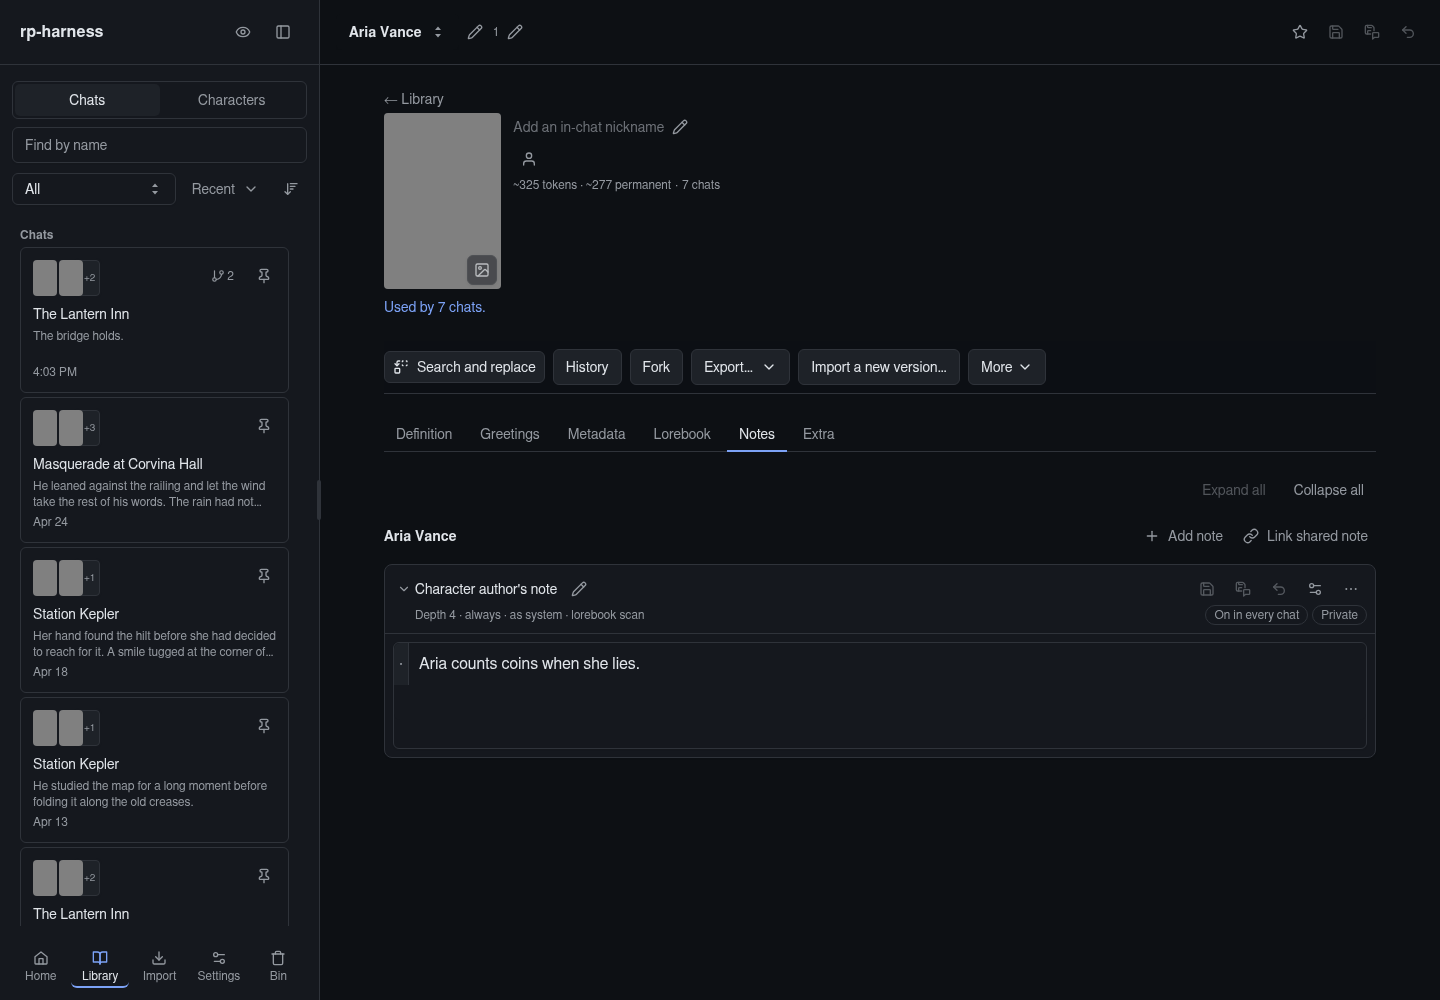 rp-harness
Chats
Characters
Find by name
All
Recent
Chats
+2
2
The Lantern Inn
The bridge holds.
4:03 PM
+3
Masquerade at Corvina Hall
He leaned against the railing and let the wind
take the rest of his words. The rain had not...
Apr 24
+1
Station Kepler
Her hand found the hilt before she had decided
to reach for it. A smile tugged at the corner of...
Apr 18
+1
Station Kepler
He studied the map for a long moment before
folding it along the old creases.
Apr 13
+2
The Lantern Inn
Home
Library
Import
Settings
Bin
Aria Vance
1
← Library
Add an in-chat nickname
~325 tokens · ~277 permanent · 7 chats
Used by 7 chats.
Search and replace
History
Fork
Export...
Import a new version...
More
Definition
Greetings
Metadata
Lorebook
Notes
Extra
Expand all
Collapse all
Aria Vance
Add note
Link shared note
Character author's note
Depth 4 · always · as system · lorebook scan
On in every chat
Private
Aria counts coins when she lies.